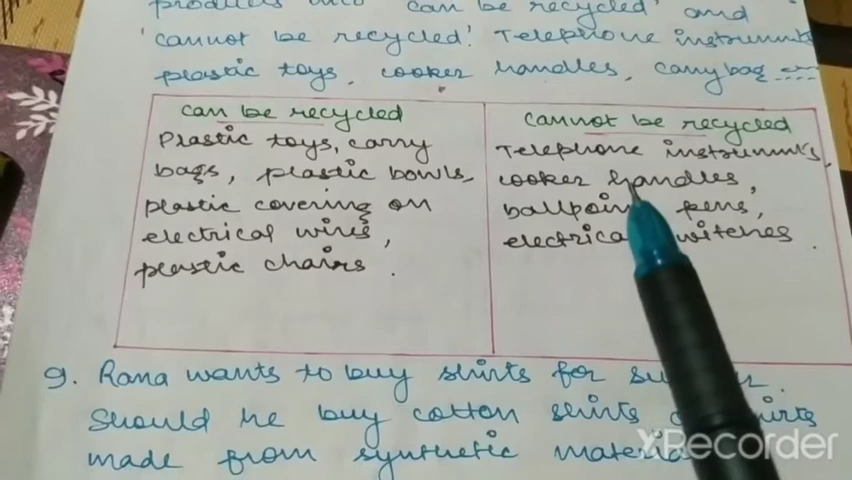 products into 'can be recycled' and
'cannot be recycled'. Telephone instruments
plastic toys, cooker handles, carry bag
can be recycled
Plastic toys, carry
bags, plastic bowls,
plastic covering on
electrical wires,
plastic chairs.
cannot be recycled
Telephone instruments,
cooker handles,
ballpoint pens,
electrical switches.
9. Rana wants to buy shirts for
Should he buy cotton shirts
made from synthetic
XRecorder